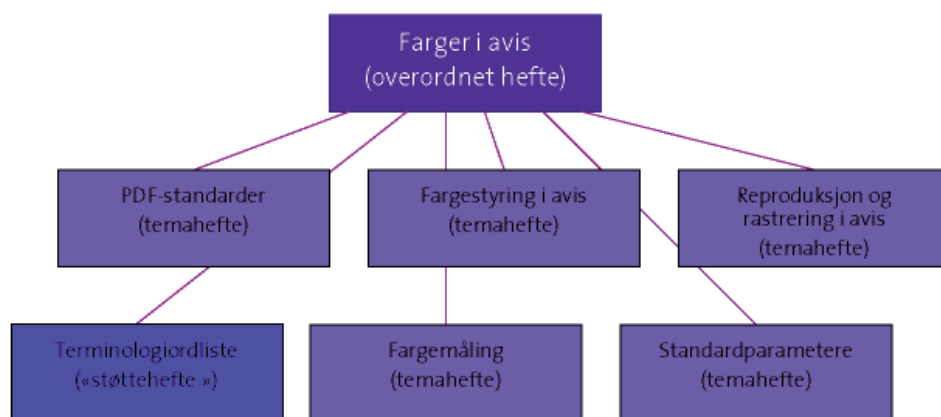 Farger i avis
(overordnet hefte)
PDF-standarder
(temahefte)
Fargestyring i avis
(temahefte)
Reproduksjon og
rastrering i avis
(temahefte)
Terminologiordliste
(«støttehefte »)
Fargemåling
(temahefte)
Standardparametere
(temahefte)